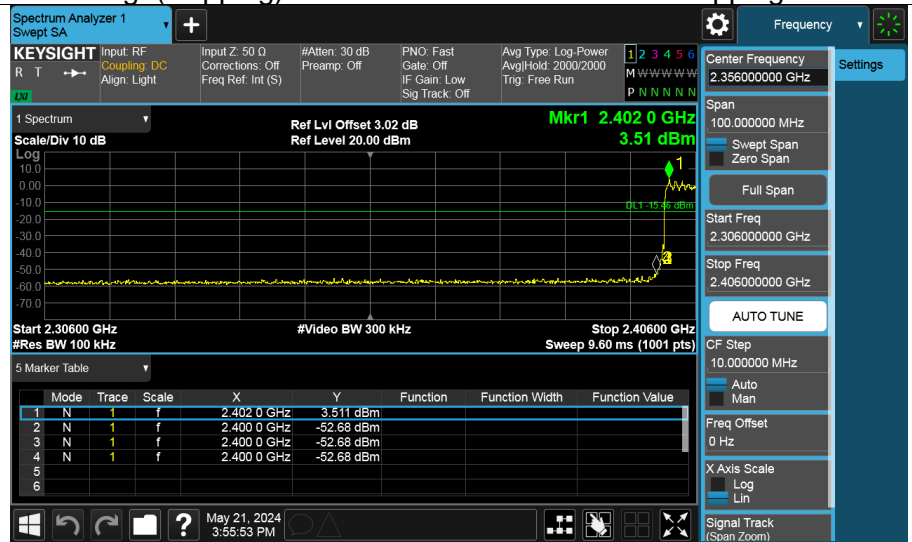 Spectrum Analyzer 1
Swept SA
KEYSIGHT
R T
LXI
Input: RF
Coupling: DC
Align: Light
Input Z: 50 Ω
Corrections: Off
Freq Ref: Int (S)
#Atten: 30 dB
Preamp: Off
PNO: Fast
Gate: Off
IF Gain: Low
Sig Track: Off
Avg Type: Log-Power
Avg|Hold: 2000/2000
Trig: Free Run
1 2 3 4 5 6
M W W W W W
P N N N N N
1 Spectrum
Scale/Div 10 dB
Ref Lvl Offset 3.02 dB
Ref Level 20.00 dBm
Mkr1 2.402 0 GHz
3.51 dBm
Log
10.0
0.00
-10.0
-20.0
-30.0
-40.0
-50.0
-60.0
-70.0
1
DL1 -15.46 dBm
Start 2.30600 GHz
#Res BW 100 kHz
#Video BW 300 kHz
Stop 2.40600 GHz
Sweep 9.60 ms (1001 pts)
5 Marker Table
Mode Trace Scale X Y Function Function Width Function Value
1 N 1 f 2.402 0 GHz 3.511 dBm
2 N 1 f 2.400 0 GHz -52.68 dBm
3 N 1 f 2.400 0 GHz -52.68 dBm
4 N 1 f 2.400 0 GHz -52.68 dBm
5
6
May 21, 2024
3:55:53 PM
Frequency
Settings
Center Frequency
2.356000000 GHz
Span
100.000000 MHz
Swept Span
Zero Span
Full Span
Start Freq
2.306000000 GHz
Stop Freq
2.406000000 GHz
AUTO TUNE
CF Step
10.000000 MHz
Auto
Man
Freq Offset
0 Hz
X Axis Scale
Log
Lin
Signal Track
(Span Zoom)